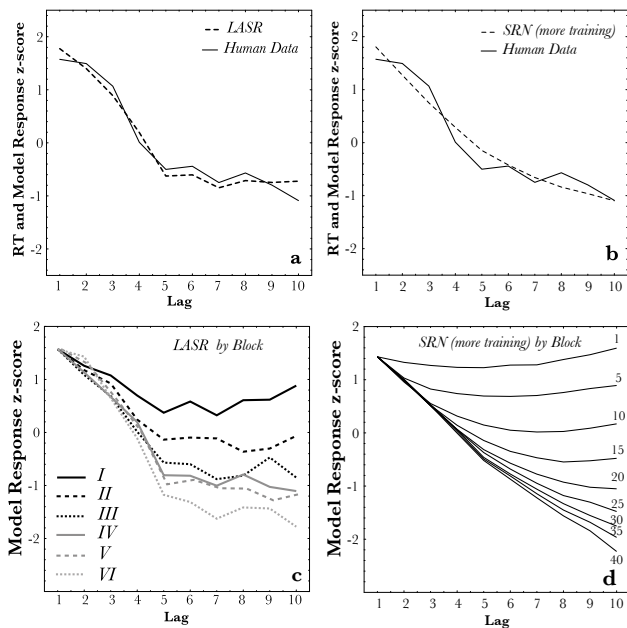 RT and Model Response z-score
2
1
0
-1
-2
LASR
Human Data
a
1 2 3 4 5 6 7 8 9 10
Lag
RT and Model Response z-score
2
1
0
-1
-2
SRN (more training)
Human Data
b
1 2 3 4 5 6 7 8 9 10
Lag
Model Response z-score
2
1
0
-1
-2
LASR by Block
I
II
III
IV
V
VI
c
1 2 3 4 5 6 7 8 9 10
Lag
Model Response z-score
2
1
0
-1
-2
SRN (more training) by Block
1
5
10
15
20
25
30
35
40
d
1 2 3 4 5 6 7 8 9 10
Lag